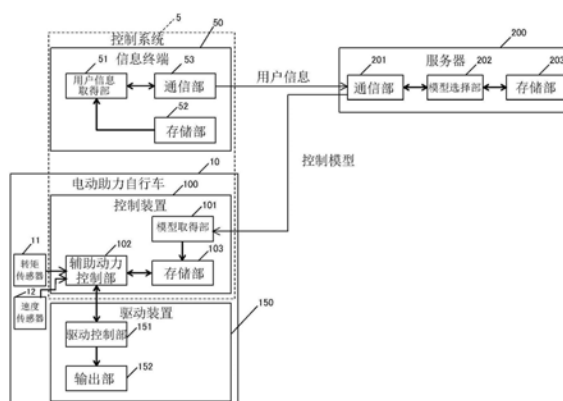 5
控制系统
50
信息终端
51
用户信息
取得部
53
通信部
52
存储部
用户信息
200
服务器
201
通信部
202
模型选择部
203
存储部
控制模型
10
电动助力自行车
100
控制装置
101
模型取得部
11
转矩
传感器
102
辅助动力
控制部
103
存储部
12
速度
传感器
驱动装置
150
驱动控制部
151
输出部
152